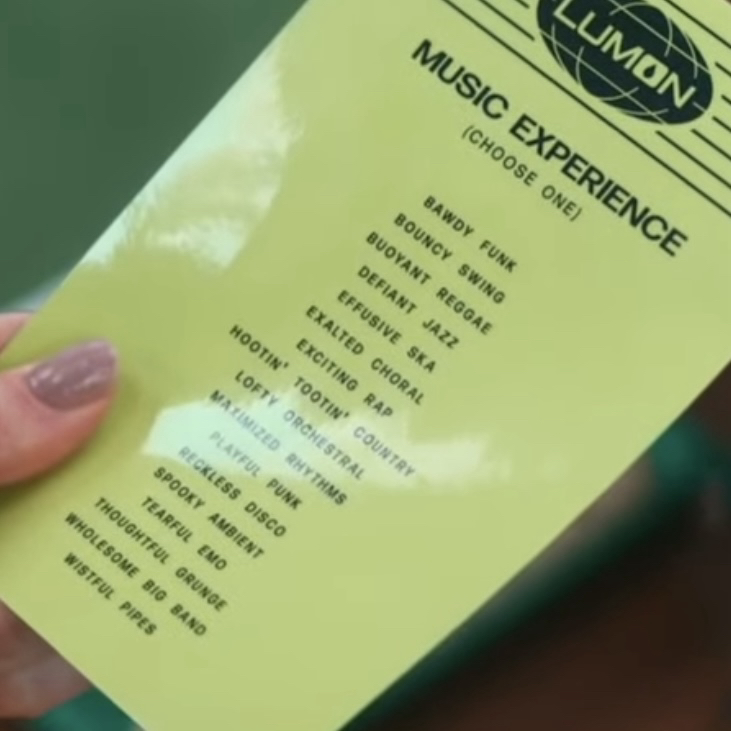 LUMON
MUSIC EXPERIENCE
(CHOOSE ONE)
BAWDY FUNK
BOUNCY SWING
BUOYANT REGGAE
DEFIANT JAZZ
EFFUSIVE SKA
EXALTED CHORAL
EXCITING RAP
HOOTIN' TOOTIN' COUNTRY
LOFTY ORCHESTRAL
MAXIMIZED RHYTHMS
PLAYFUL PUNK
RECKLESS DISCO
SPOOKY AMBIENT
TEARFUL EMO
THOUGHTFUL GRUNGE
WHOLESOME BIG BAND
WISTFUL PIPES